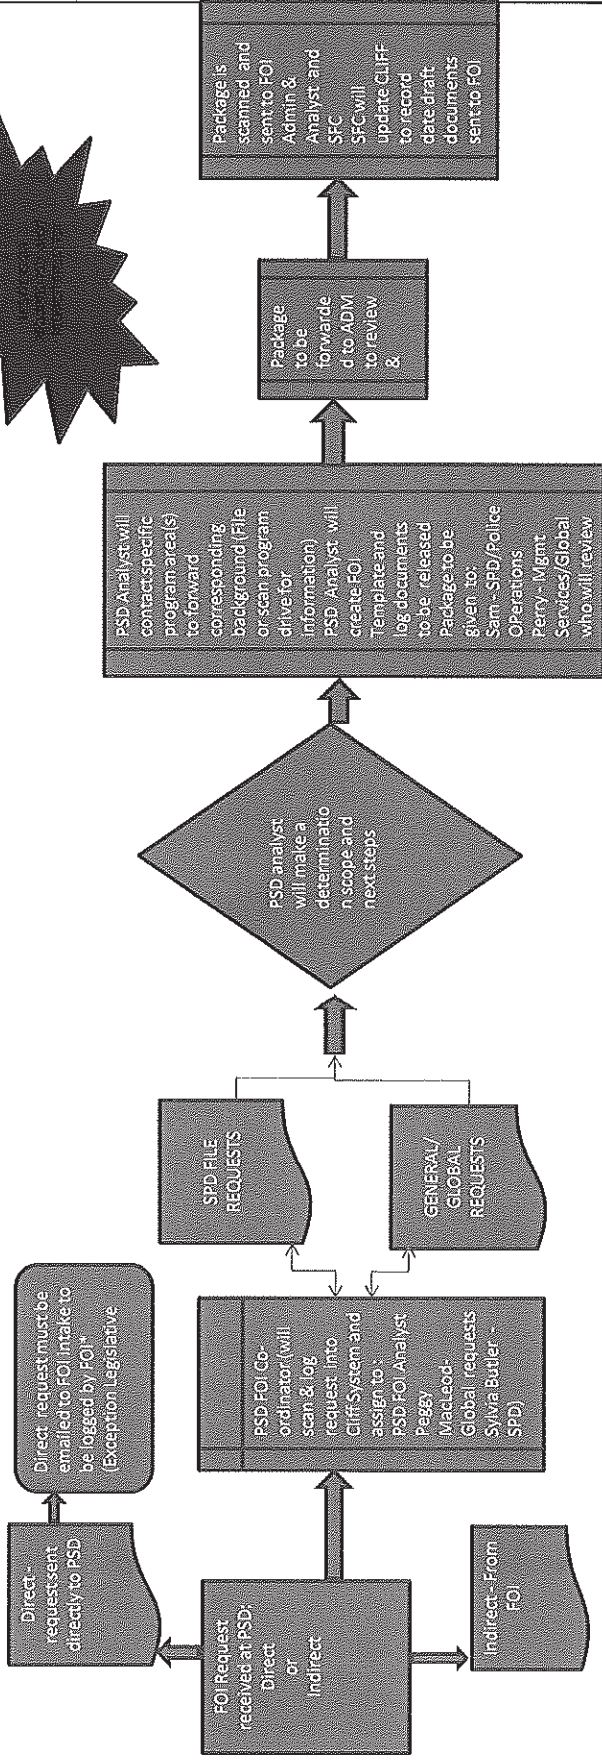 Direct -
request sent
directly to PSD
Direct request must be
emailed to FOI intake to
be logged by FOI*
(Exception Legislative
FOI Request
received at PSD:
Direct
or
Indirect
Indirect - From
FOI
PSD FOI Co-
ordinator (will
scan & log
request into
Cliff System and
assign to:
PSD FOI Analyst
Peggy
MacLeod-
Global requests
Sylvia Butler -
SPD)
SPD FILE
REQUESTS
GENERAL/
GLOBAL
REQUESTS
PSD analyst
will make a
determinatio
n scope and
next steps
PSD Analyst will
contact specific
program area(s)
to forward
corresponding
background (File
or scan program
drive for
information)
PSD Analyst will
create FOI
Template and
log documents
to be released
Package to be
given to:
Sam - SPD/Police
OPerations
Perry - Mgmt
Services/Global
who will review
Package
to be
forwarde
d to ADM
to review
&
Package is
scanned and
sent to FOI
Admin &
Analyst and
SFC
SFC will
update CLIFF
to record
date draft
documents
sent to FOI